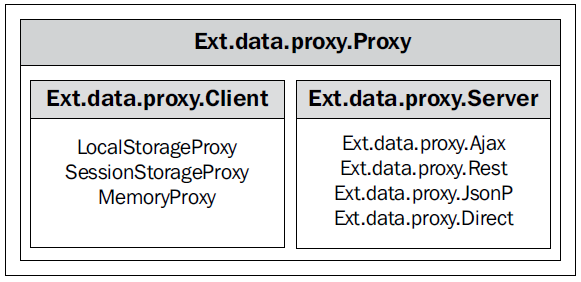 Ext.data.proxy.Proxy
Ext.data.proxy.Client
LocalStorageProxy
SessionStorageProxy
MemoryProxy
Ext.data.proxy.Server
Ext.data.proxy.Ajax
Ext.data.proxy.Rest
Ext.data.proxy.JsonP
Ext.data.proxy.Direct